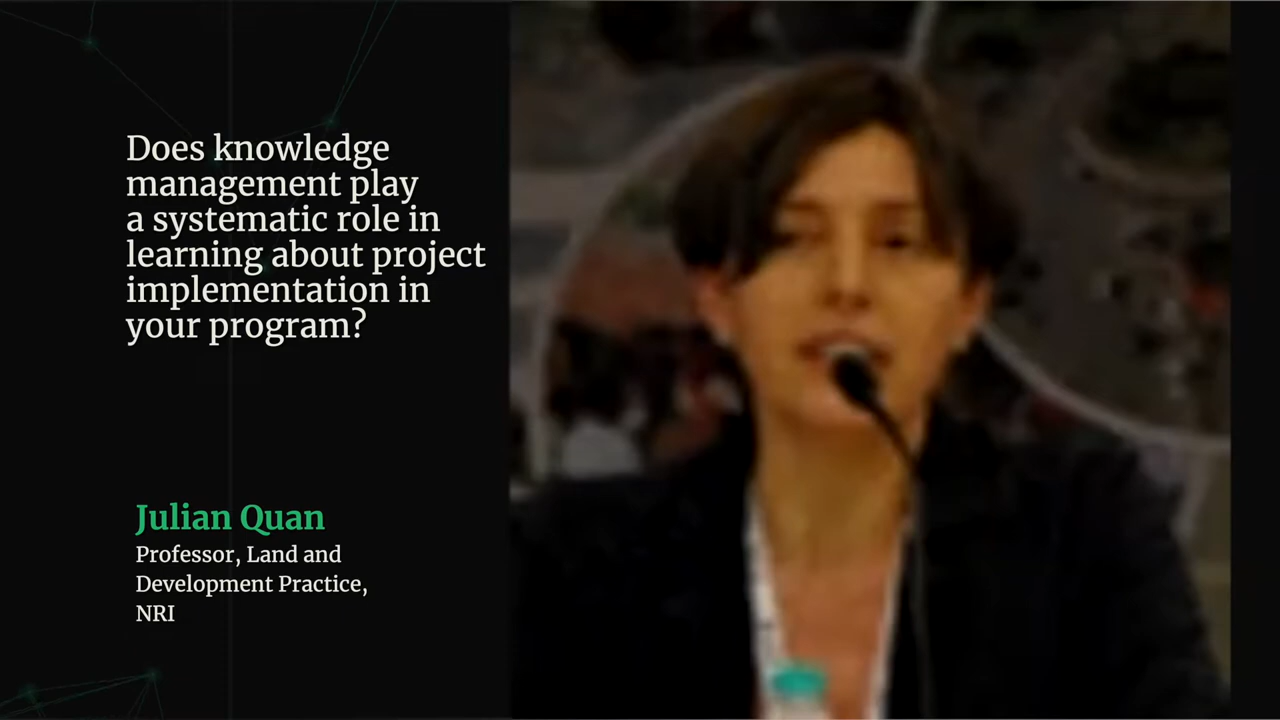 Does knowledge
management play
a systematic role in
learning about project
implementation in
your program?
Julian Quan
Professor, Land and
Development Practice,
NRI